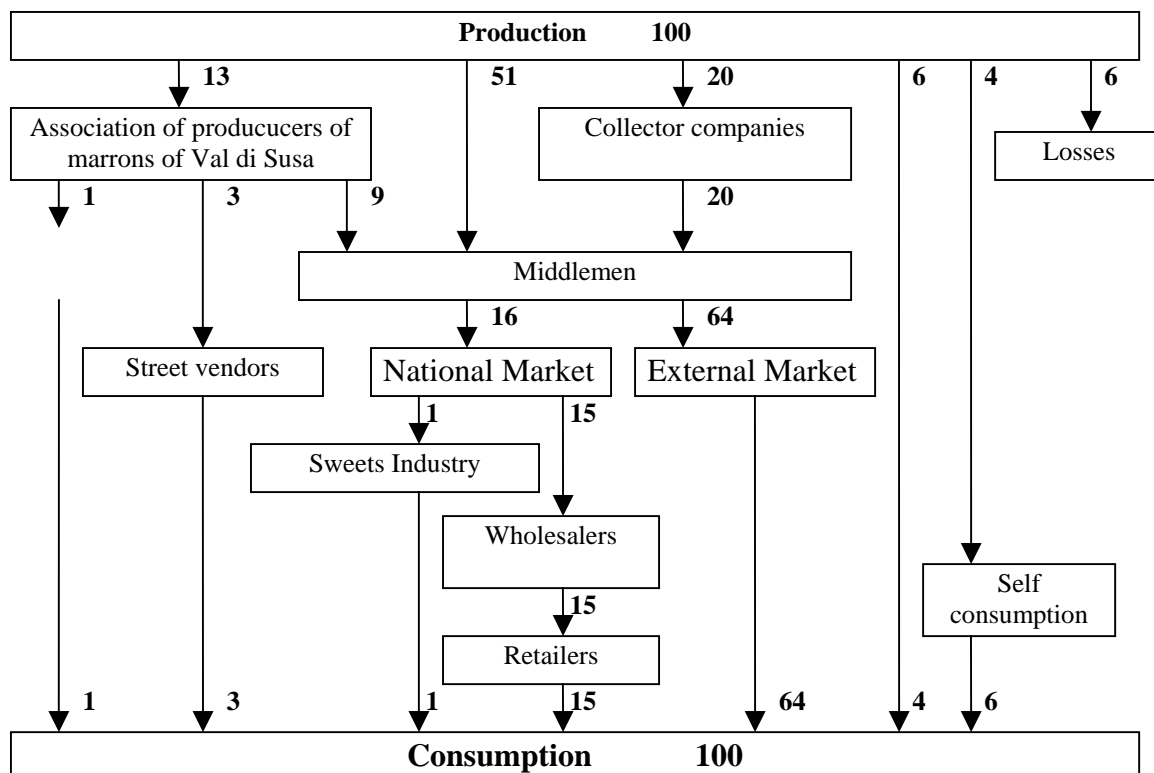 Production 100
13 51 20 6 4 6
Association of producucers of
marrons of Val di Susa
Collector companies
Losses
1 3 9 20
Middlemen
16 64
Street vendors
National Market
External Market
1 15
Sweets Industry
Wholesalers
Self
consumption
15
Retailers
1 3 1 15 64 4 6
Consumption 100